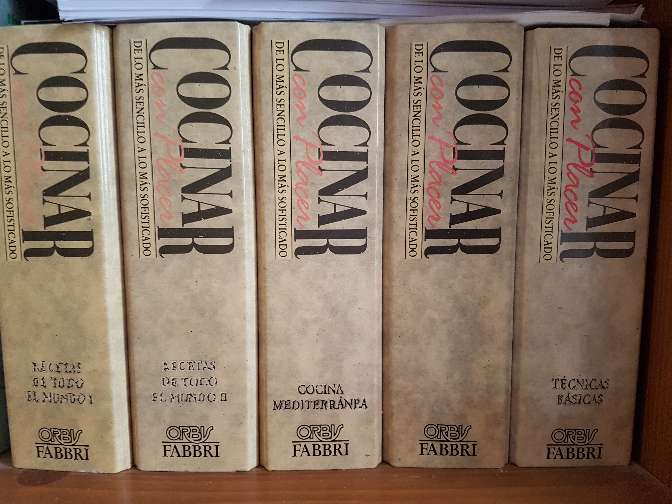 COCINAR
con Placer
DE LO MÁS SENCILLO A LO MÁS SOFISTICADO
RECETAS
DE TODO
EL MUNDO I
ORBIS
FABBRI
COCINAR
con Placer
DE LO MÁS SENCILLO A LO MÁS SOFISTICADO
RECETAS
DE TODO
EL MUNDO II
ORBIS
FABBRI
COCINAR
con Placer
DE LO MÁS SENCILLO A LO MÁS SOFISTICADO
COCINA
MEDITERRÁNEA
ORBIS
FABBRI
COCINAR
con Placer
DE LO MÁS SENCILLO A LO MÁS SOFISTICADO
ORBIS
FABBRI
COCINAR
con Placer
DE LO MÁS SENCILLO A LO MÁS SOFISTICADO
TÉCNICAS
BÁSICAS
ORBIS
FABBRI